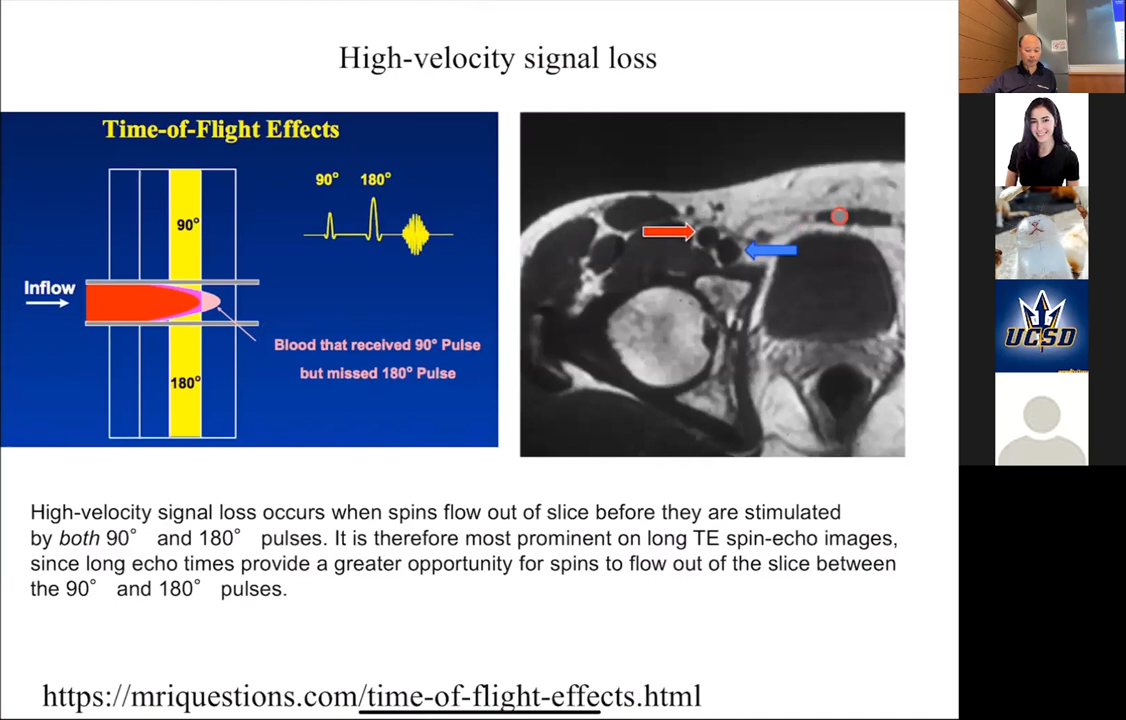 High-velocity signal loss
Time-of-Flight Effects
90° 180°
90°
Inflow
Blood that received 90° Pulse
but missed 180° Pulse
180°
High-velocity signal loss occurs when spins flow out of slice before they are stimulated
by both 90° and 180° pulses. It is therefore most prominent on long TE spin-echo images,
since long echo times provide a greater opportunity for spins to flow out of the slice between
the 90° and 180° pulses.
https://mriquestions.com/time-of-flight-effects.html
UCSD